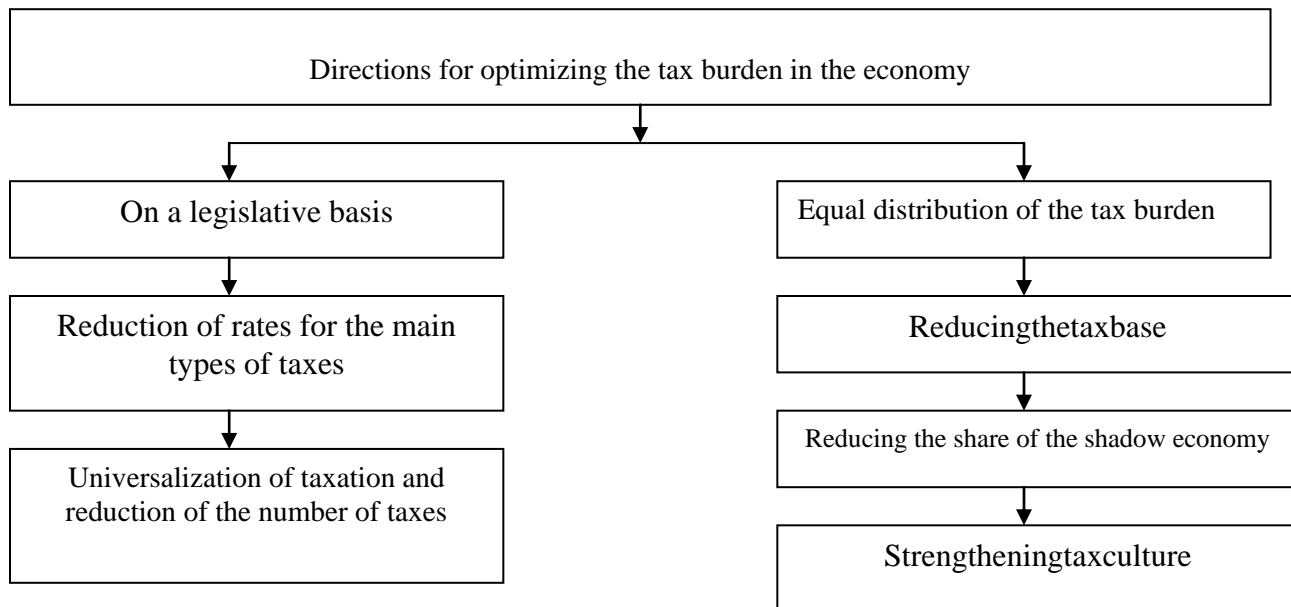 Directions for optimizing the tax burden in the economy
On a legislative basis
Reduction of rates for the main
types of taxes
Universalization of taxation and
reduction of the number of taxes
Equal distribution of the tax burden
Reducingthetaxbase
Reducing the share of the shadow economy
Strengtheningtaxculture